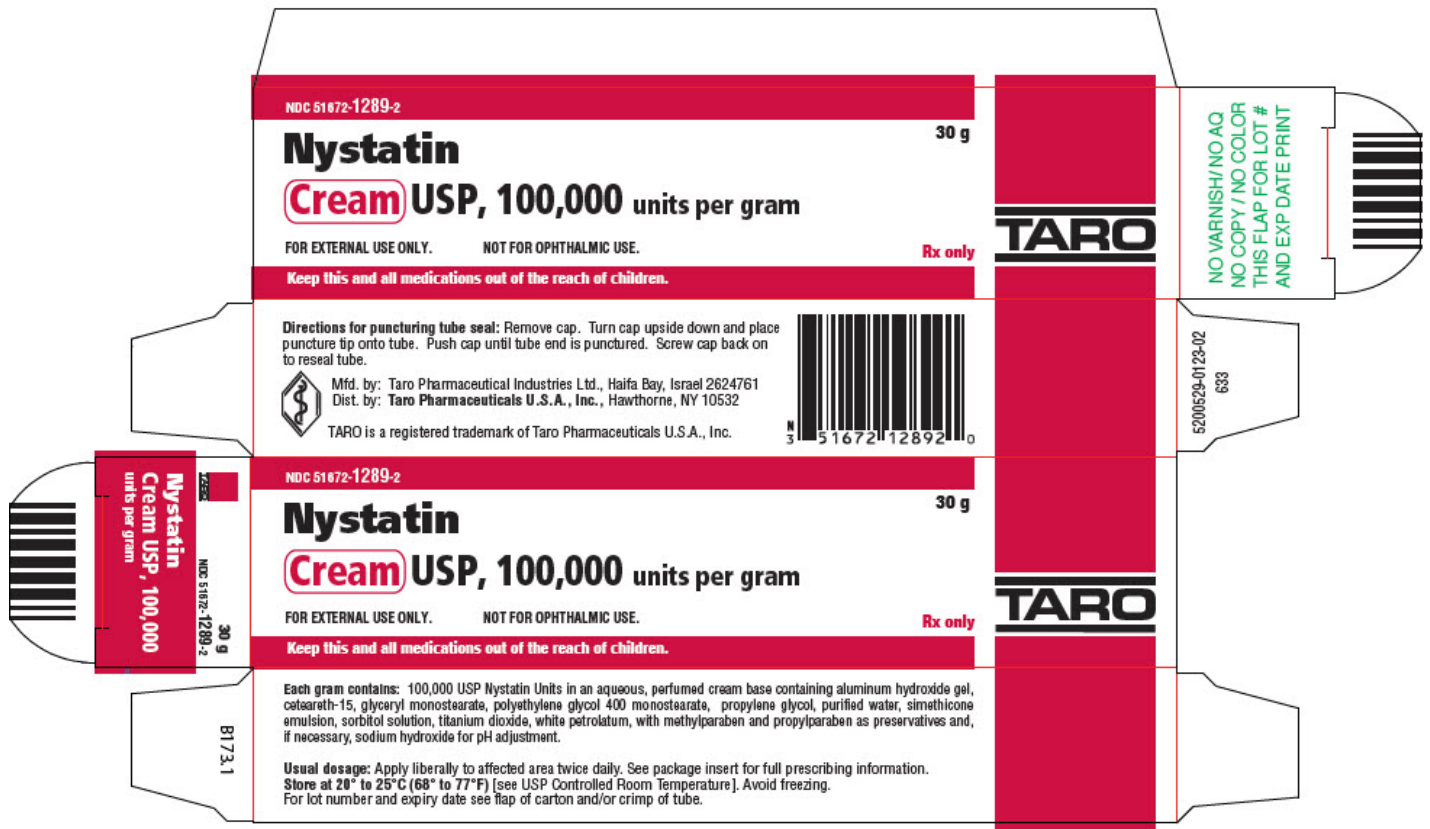 NDC 51672-1289-2
30 g
Nystatin
Cream USP, 100,000 units per gram
FOR EXTERNAL USE ONLY. NOT FOR OPHTHALMIC USE.
Rx only
Keep this and all medications out of the reach of children.
TARO
NO VARNISH/ NO AQ
NO COPY / NO COLOR
THIS FLAP FOR LOT #
AND EXP DATE PRINT
Directions for puncturing tube seal: Remove cap. Turn cap upside down and place
puncture tip onto tube. Push cap until tube end is punctured. Screw cap back on
to reseal tube.
Mfd. by: Taro Pharmaceutical Industries Ltd., Haifa Bay, Israel 2624761
Dist. by: Taro Pharmaceuticals U.S.A., Inc., Hawthorne, NY 10532
TARO is a registered trademark of Taro Pharmaceuticals U.S.A., Inc.
N
3 51672 12892 0
5200529-0123-02
633
NDC 51672-1289-2
30 g
Nystatin
Cream USP, 100,000 units per gram
FOR EXTERNAL USE ONLY. NOT FOR OPHTHALMIC USE.
Rx only
Keep this and all medications out of the reach of children.
TARO
TARO
NDC 51672-1289-2
30 g
Nystatin
Cream USP, 100,000
units per gram
Each gram contains: 100,000 USP Nystatin Units in an aqueous, perfumed cream base containing aluminum hydroxide gel,
ceteareth-15, glyceryl monostearate, polyethylene glycol 400 monostearate, propylene glycol, purified water, simethicone
emulsion, sorbitol solution, titanium dioxide, white petrolatum, with methylparaben and propylparaben as preservatives and,
if necessary, sodium hydroxide for pH adjustment.
Usual dosage: Apply liberally to affected area twice daily. See package insert for full prescribing information.
Store at 20° to 25°C (68° to 77°F) [see USP Controlled Room Temperature]. Avoid freezing.
For lot number and expiry date see flap of carton and/or crimp of tube.
B173.1